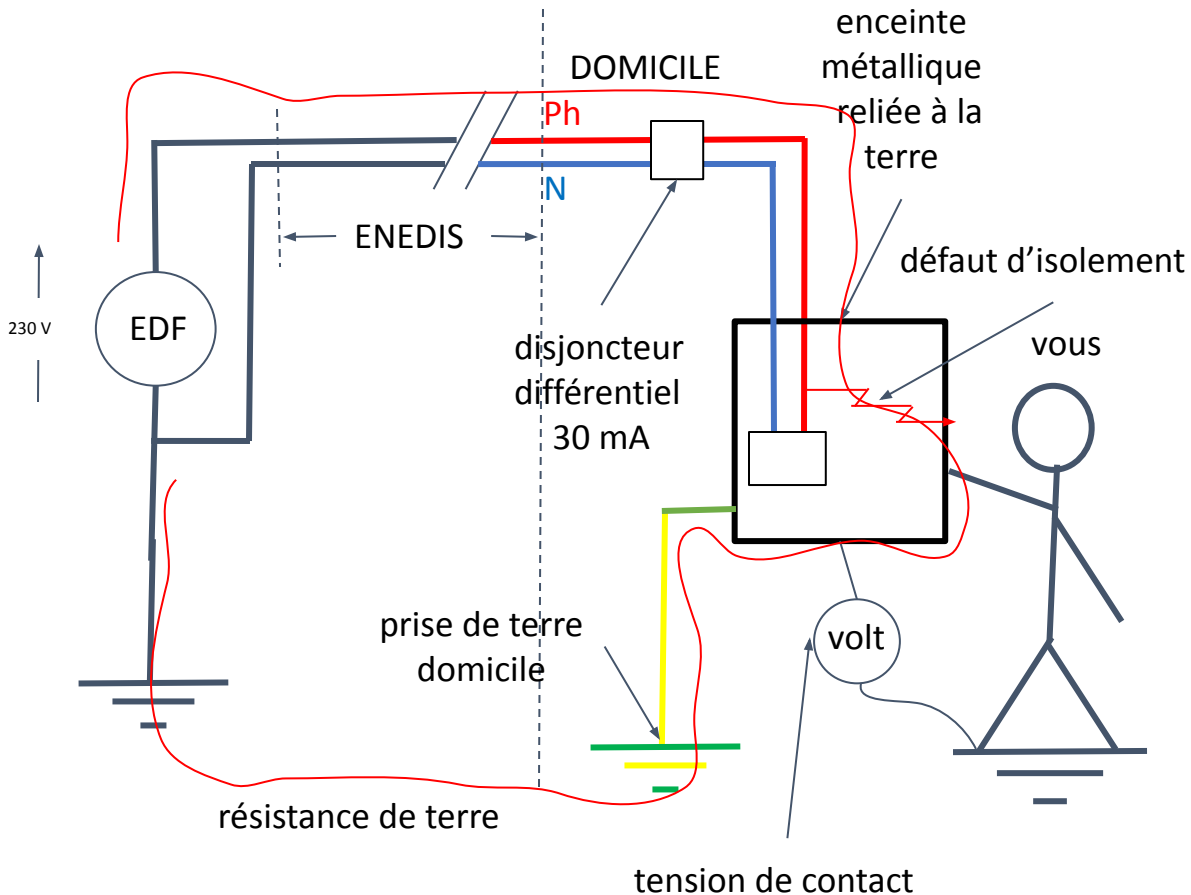 enceinte
métallique
reliée à la
terre
DOMICILE
Ph
N
ENEDIS
défaut d’isolement
230 V
EDF
disjoncteur
différentiel
30 mA
vous
prise de terre
domicile
volt
résistance de terre
tension de contact